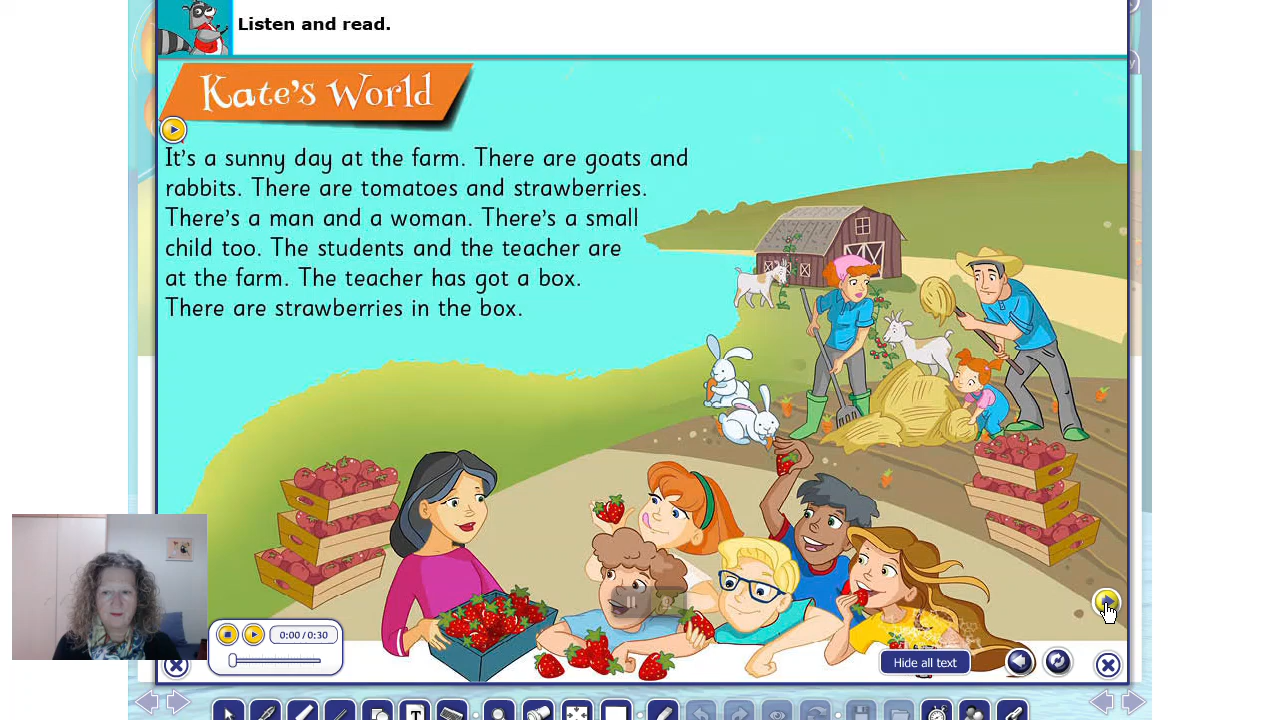 Listen and read.
Kate's World
It's a sunny day at the farm. There are goats and
rabbits. There are tomatoes and strawberries.
There's a man and a woman. There's a small
child too. The students and the teacher are
at the farm. The teacher has got a box.
There are strawberries in the box.
0:00 / 0:30
Hide all text
T